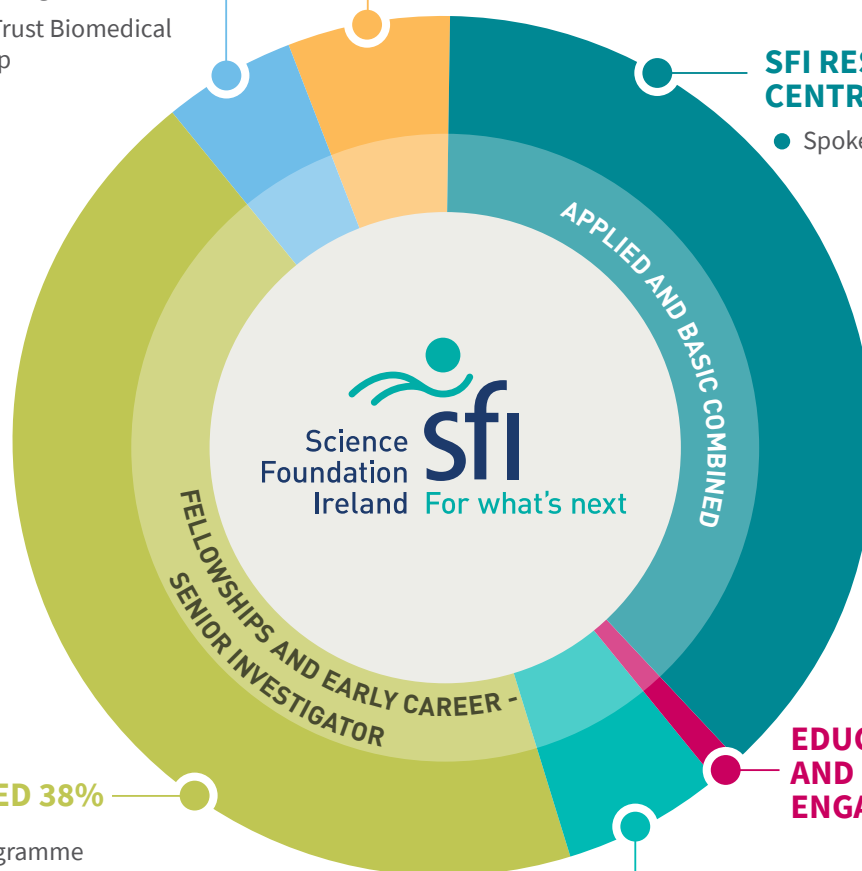 Trust Biomedical
SFI RES
CENTR
Spoke
APPLIED AND BASIC COMBINED
Science
Foundation
Ireland
sfi
For what's next
FELLOWSHIPS AND EARLY CAREER -
SENIOR INVESTIGATOR
ED 38%
gramme
EDUC
AND
ENGA